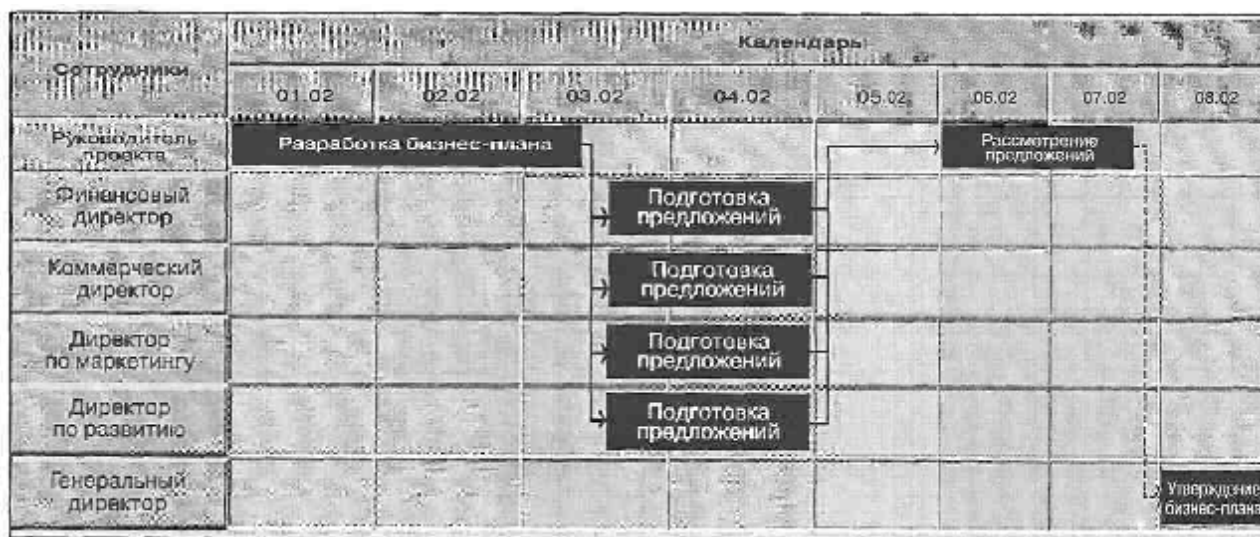 Сотрудники
Календарь
01.02 02.02 03.02 04.02 05.02 06.02 07.02 08.02
Руководитель
проекта
Разработка бизнес-плана
Рассмотрение
предложений
Финансовый
директор
Подготовка
предложений
Коммерческий
директор
Подготовка
предложений
Директор
по маркетингу
Подготовка
предложений
Директор
по развитию
Подготовка
предложений
Генеральный
директор
Утверждение
бизнес-плана